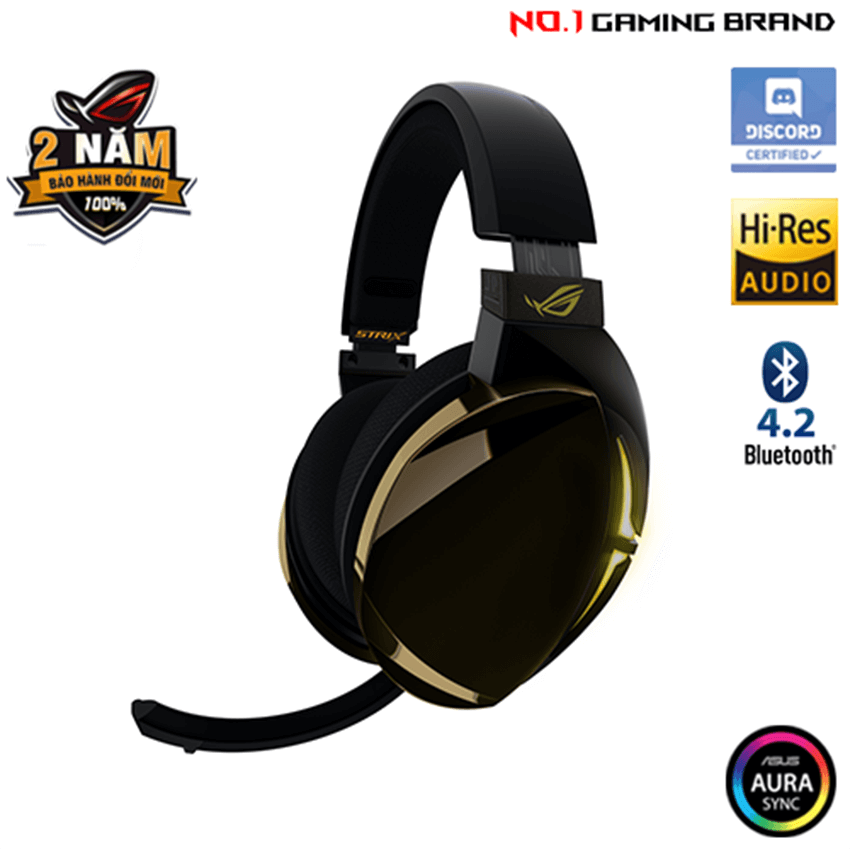 NO.1 GAMING BRAND
2 NĂM
BẢO HÀNH ĐỔI MỚI
100%
DISCORD
CERTIFIED ✓
Hi-Res
AUDIO
4.2
Bluetooth®
STRIX
ASUS
AURA
SYNC